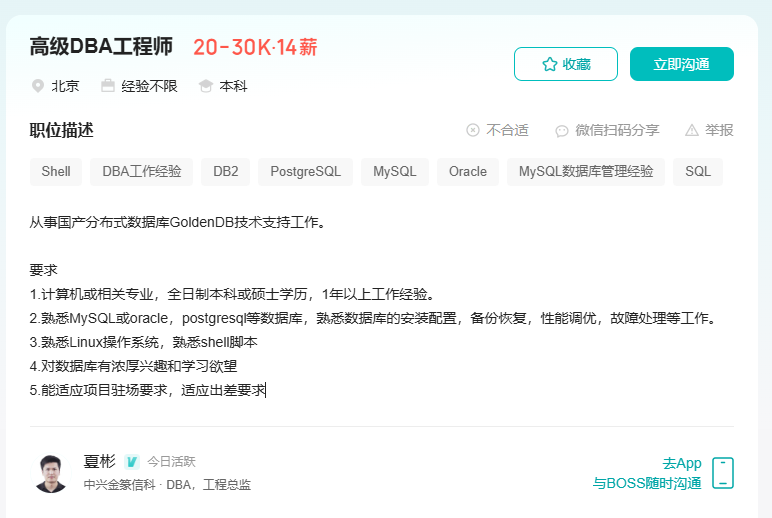 高级DBA工程师 20-30K·14薪
收藏 立即沟通
北京 经验不限 本科
职位描述 不合适 微信扫码分享 举报
Shell DBA工作经验 DB2 PostgreSQL MySQL Oracle MySQL数据库管理经验 SQL
从事国产分布式数据库GoldenDB技术支持工作。
要求
1.计算机或相关专业，全日制本科或硕士学历，1年以上工作经验。
2.熟悉MySQL或oracle，postgresql等数据库，熟悉数据库的安装配置，备份恢复，性能调优，故障处理等工作。
3.熟悉Linux操作系统，熟悉shell脚本
4.对数据库有浓厚兴趣和学习欲望
5.能适应项目驻场要求，适应出差要求
夏彬 今日活跃
中兴金篆信科 · DBA，工程总监
去App
与BOSS随时沟通